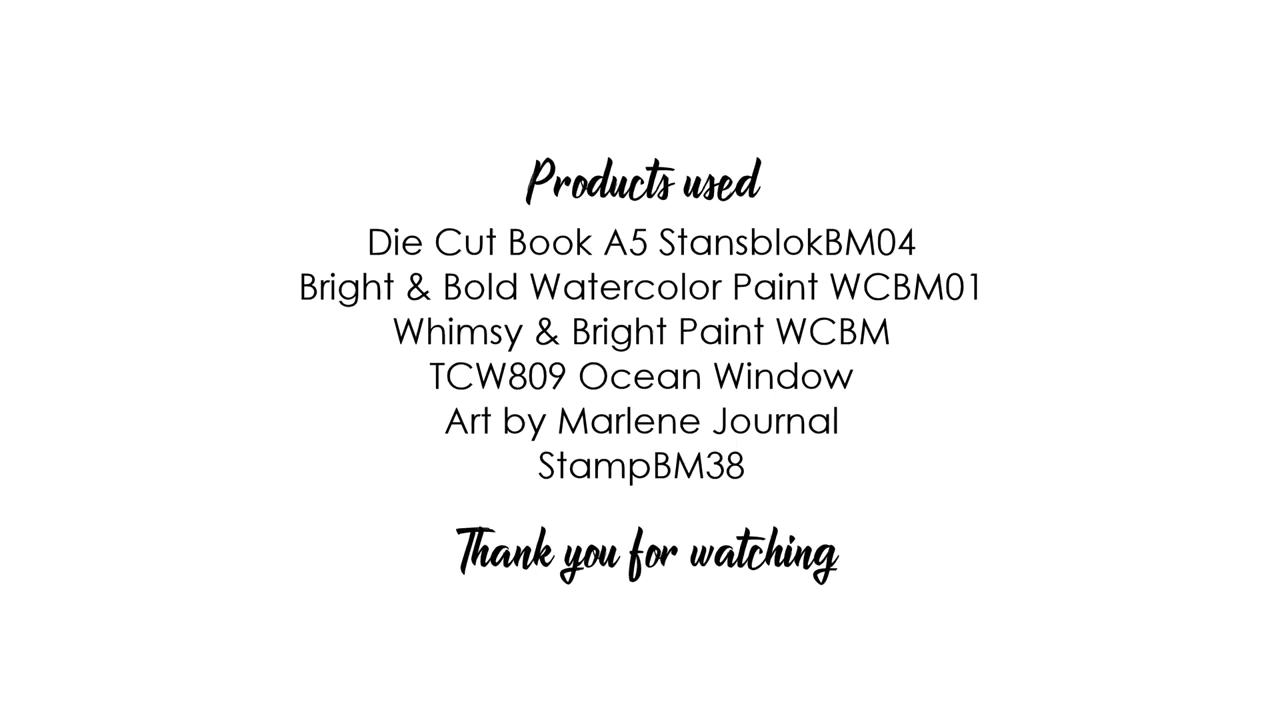 Products used
Die Cut Book A5 StansblokBM04
Bright & Bold Watercolor Paint WCBM01
Whimsy & Bright Paint WCBM
TCW809 Ocean Window
Art by Marlene Journal
StampBM38
Thank you for watching